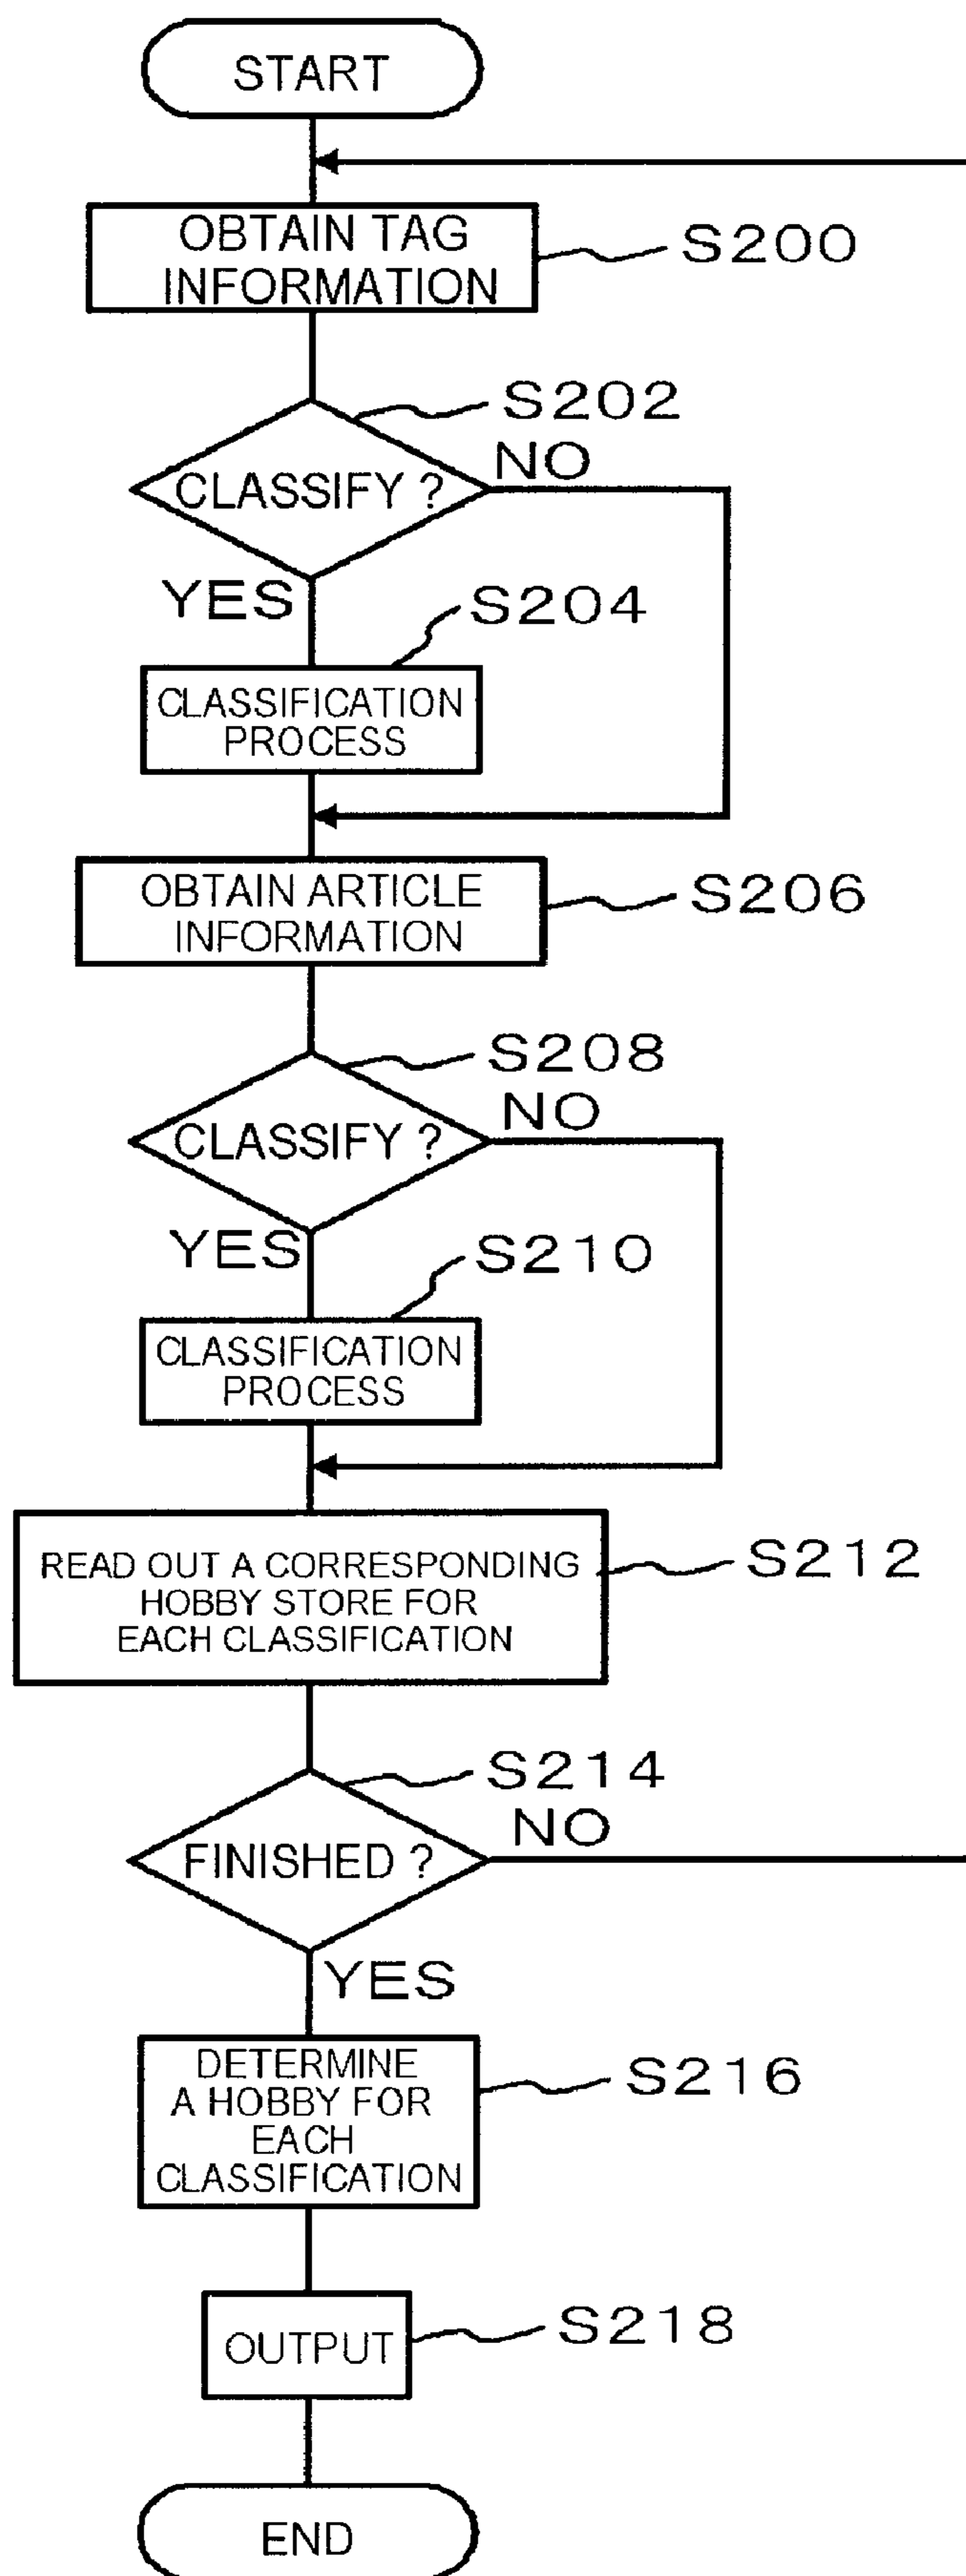 START
OBTAIN TAG
INFORMATION
S200
S202
CLASSIFY ?
NO
YES
S204
CLASSIFICATION
PROCESS
OBTAIN ARTICLE
INFORMATION
S206
S208
CLASSIFY ?
NO
YES
S210
CLASSIFICATION
PROCESS
READ OUT A CORRESPONDING
HOBBY STORE FOR
EACH CLASSIFICATION
S212
S214
FINISHED ?
NO
YES
DETERMINE
A HOBBY FOR
EACH
CLASSIFICATION
S216
OUTPUT
S218
END